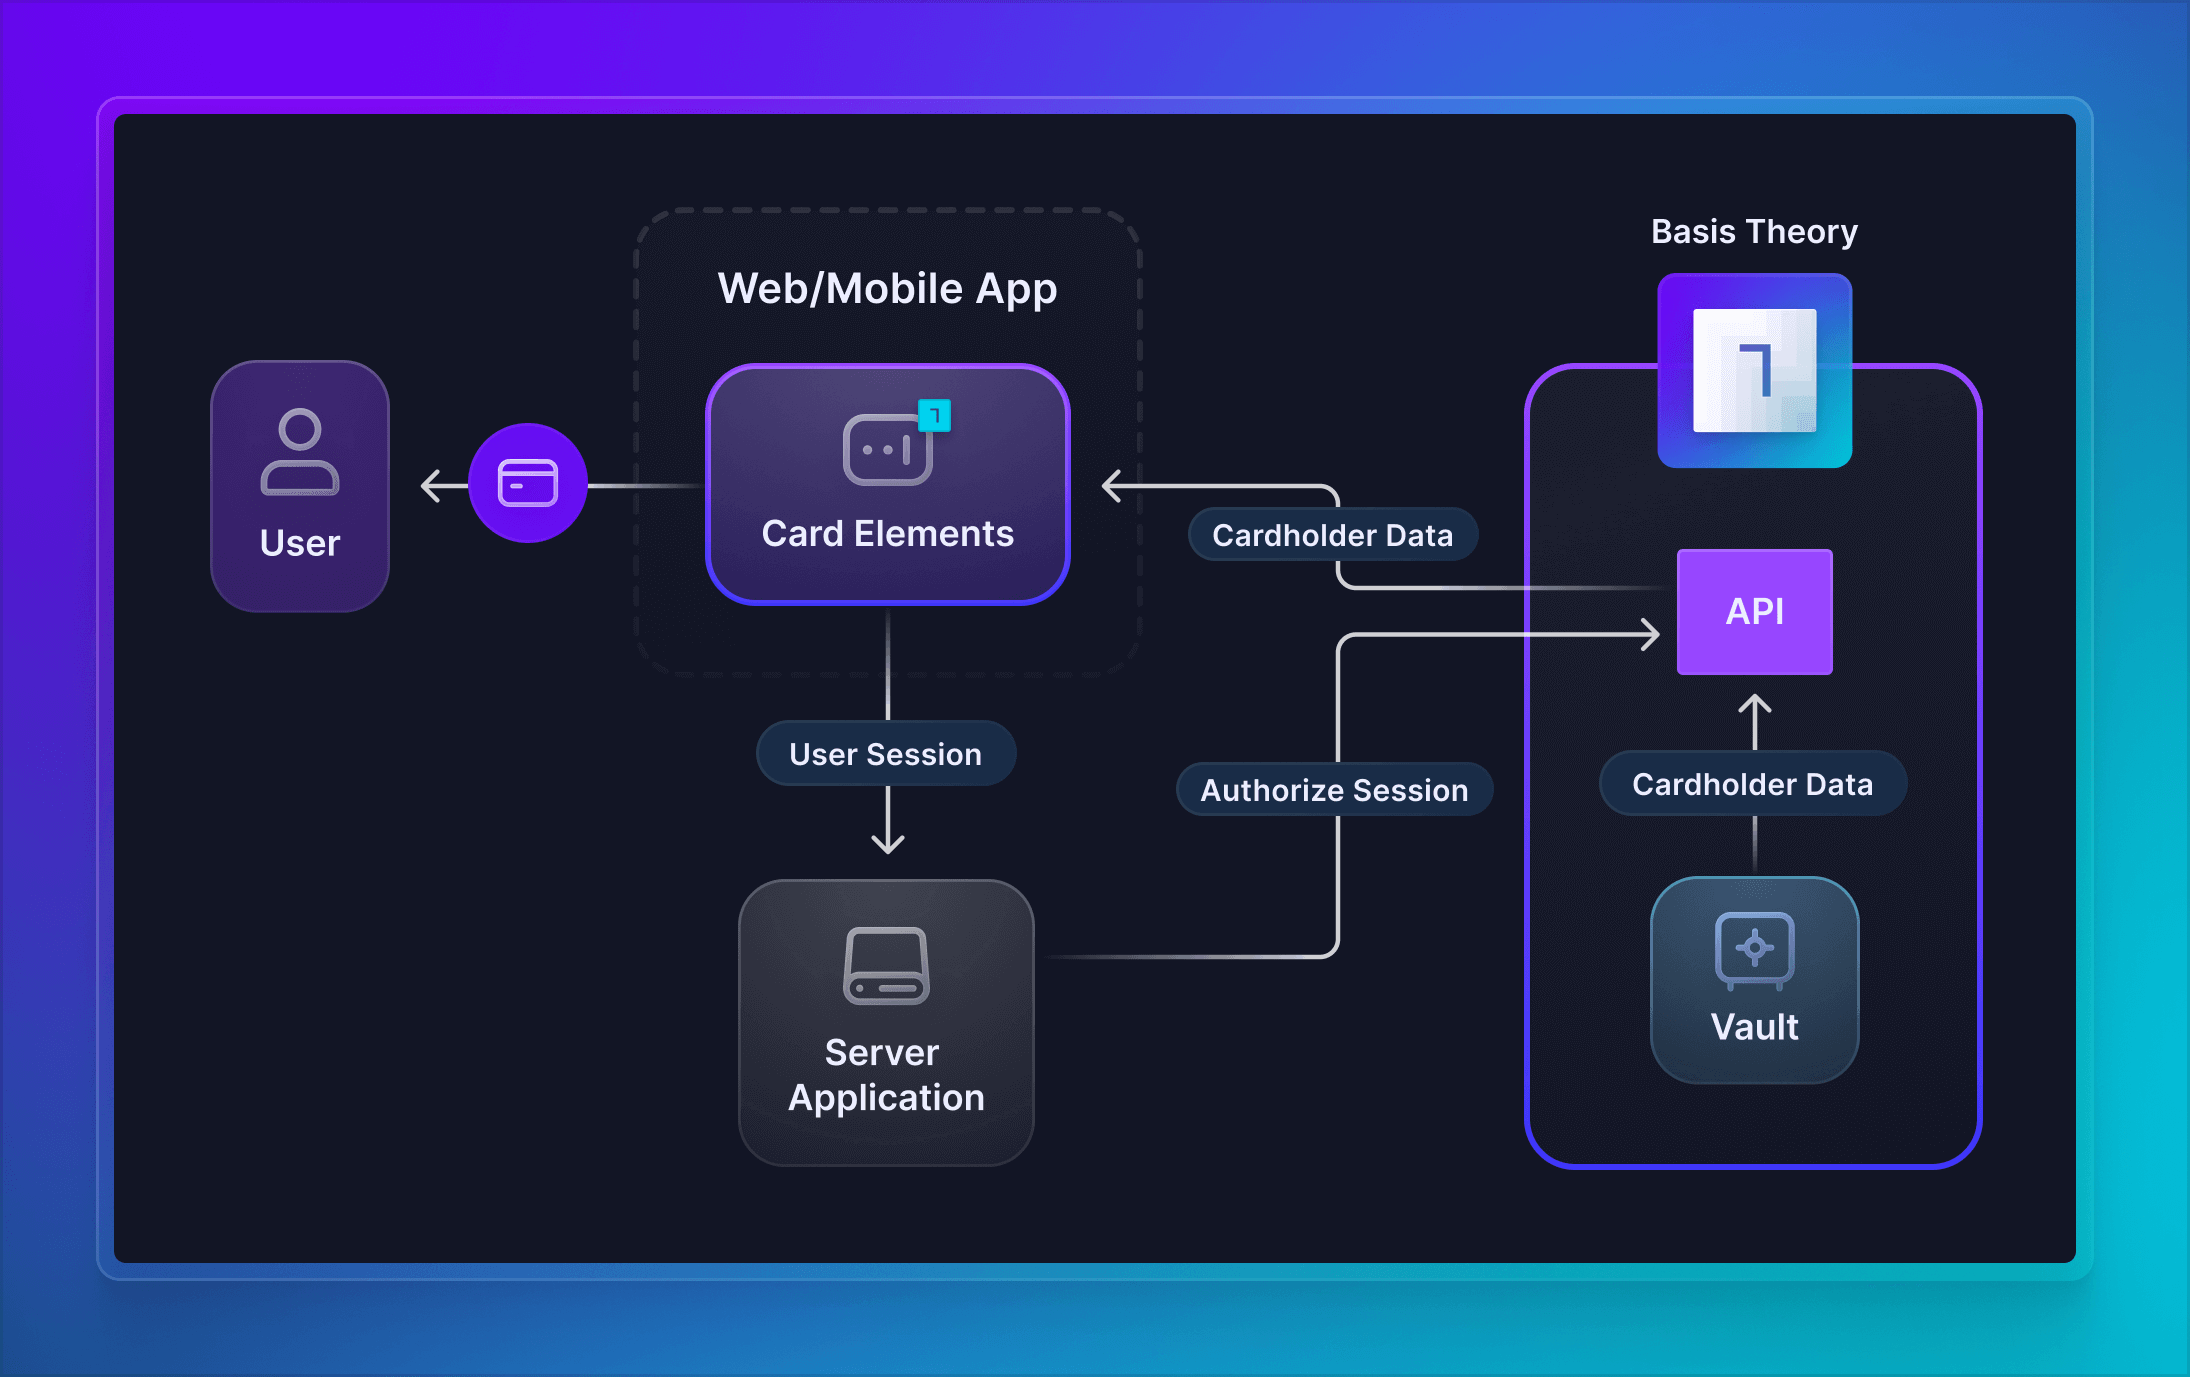 Basis Theory
Web/Mobile App
User
Card Elements
Cardholder Data
API
User Session
Authorize Session
Cardholder Data
Server
Application
Vault